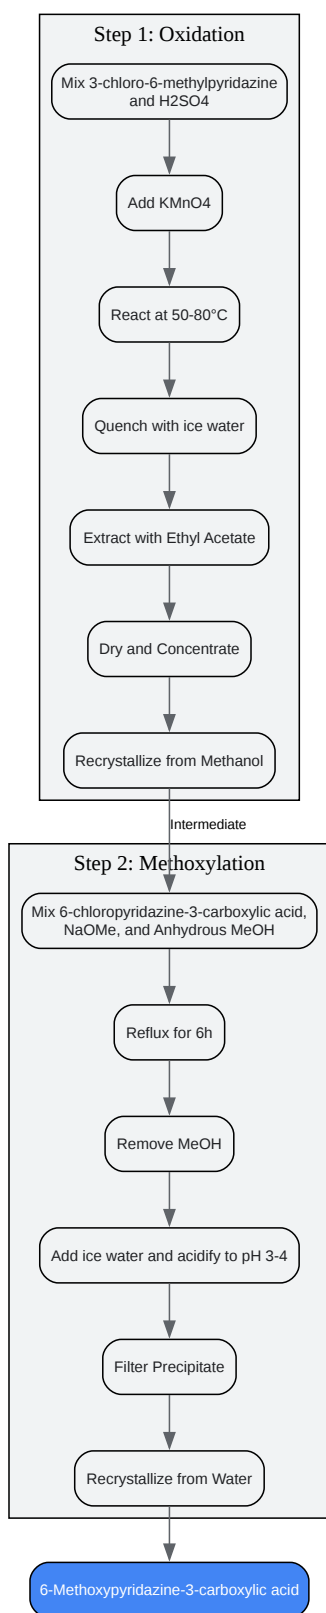 Step 1: Oxidation
Mix 3-chloro-6-methylpyridazine
and H2SO4
Add KMnO4
React at 50-80°C
Quench with ice water
Extract with Ethyl Acetate
Dry and Concentrate
Recrystallize from Methanol
Intermediate
Step 2: Methoxylation
Mix 6-chloropyridazine-3-carboxylic acid,
NaOMe, and Anhydrous MeOH
Reflux for 6h
Remove MeOH
Add ice water and acidify to pH 3-4
Filter Precipitate
Recrystallize from Water
6-Methoxypyridazine-3-carboxylic acid